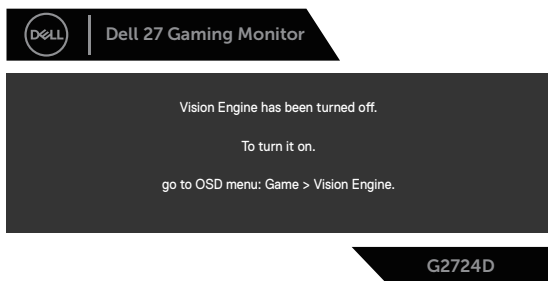 DELL
Dell 27 Gaming Monitor
Vision Engine has been turned off.
To turn it on.
go to OSD menu: Game > Vision Engine.
G2724D